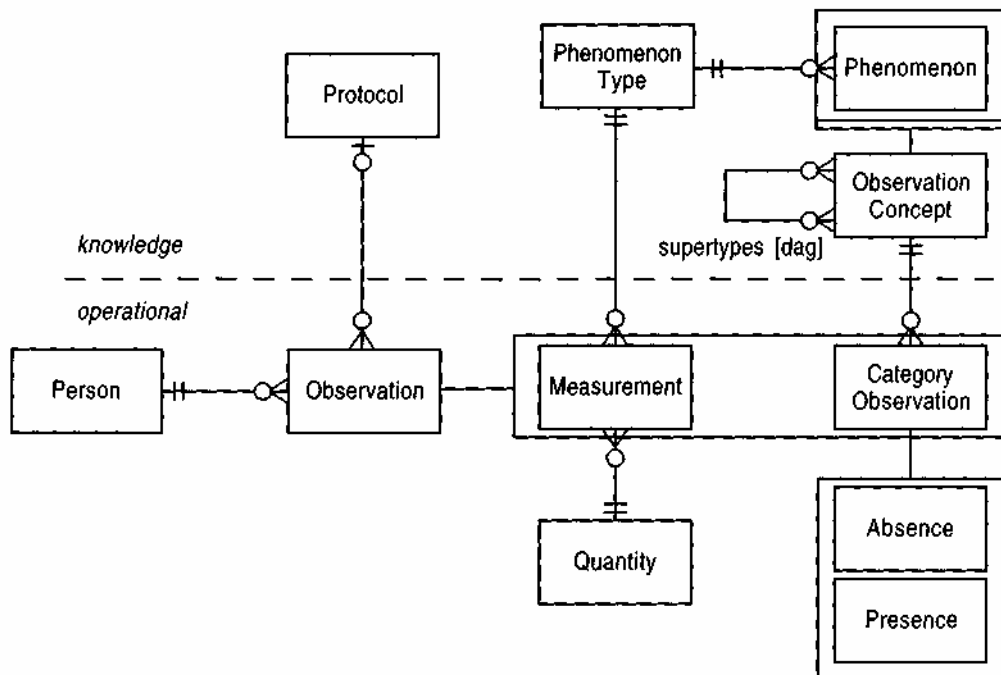 Protocol
Phenomenon
Type
Phenomenon
Observation
Concept
supertypes [dag]
knowledge
operational
Person
Observation
Measurement
Category
Observation
Quantity
Absence
Presence